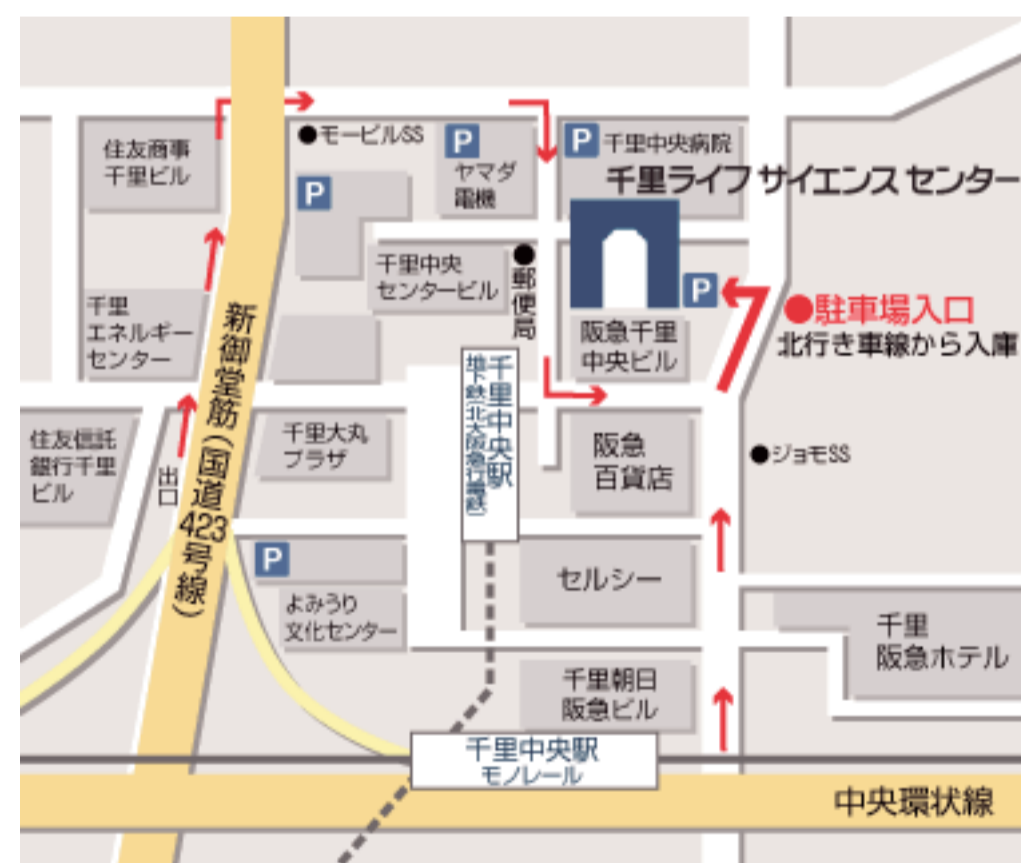 住友商事
千里ビル
●モービルSS
P
P
ヤマダ
電機
P
千里中央病院
千里ライフサイエンスセンター
千里中央
センタービル
●郵便局
P
●駐車場入口
北行き車線から入庫
千里
エネルギー
センター
新御堂筋(国道423号線)
阪急千里
中央ビル
千里中央駅
地下鉄(北大阪急行電鉄)
住友信託
銀行千里
ビル
出口
千里大丸
プラザ
阪急
百貨店
●ジョモSS
P
よみうり
文化センター
セルシー
千里
阪急ホテル
千里朝日
阪急ビル
千里中央駅
モノレール
中央環状線